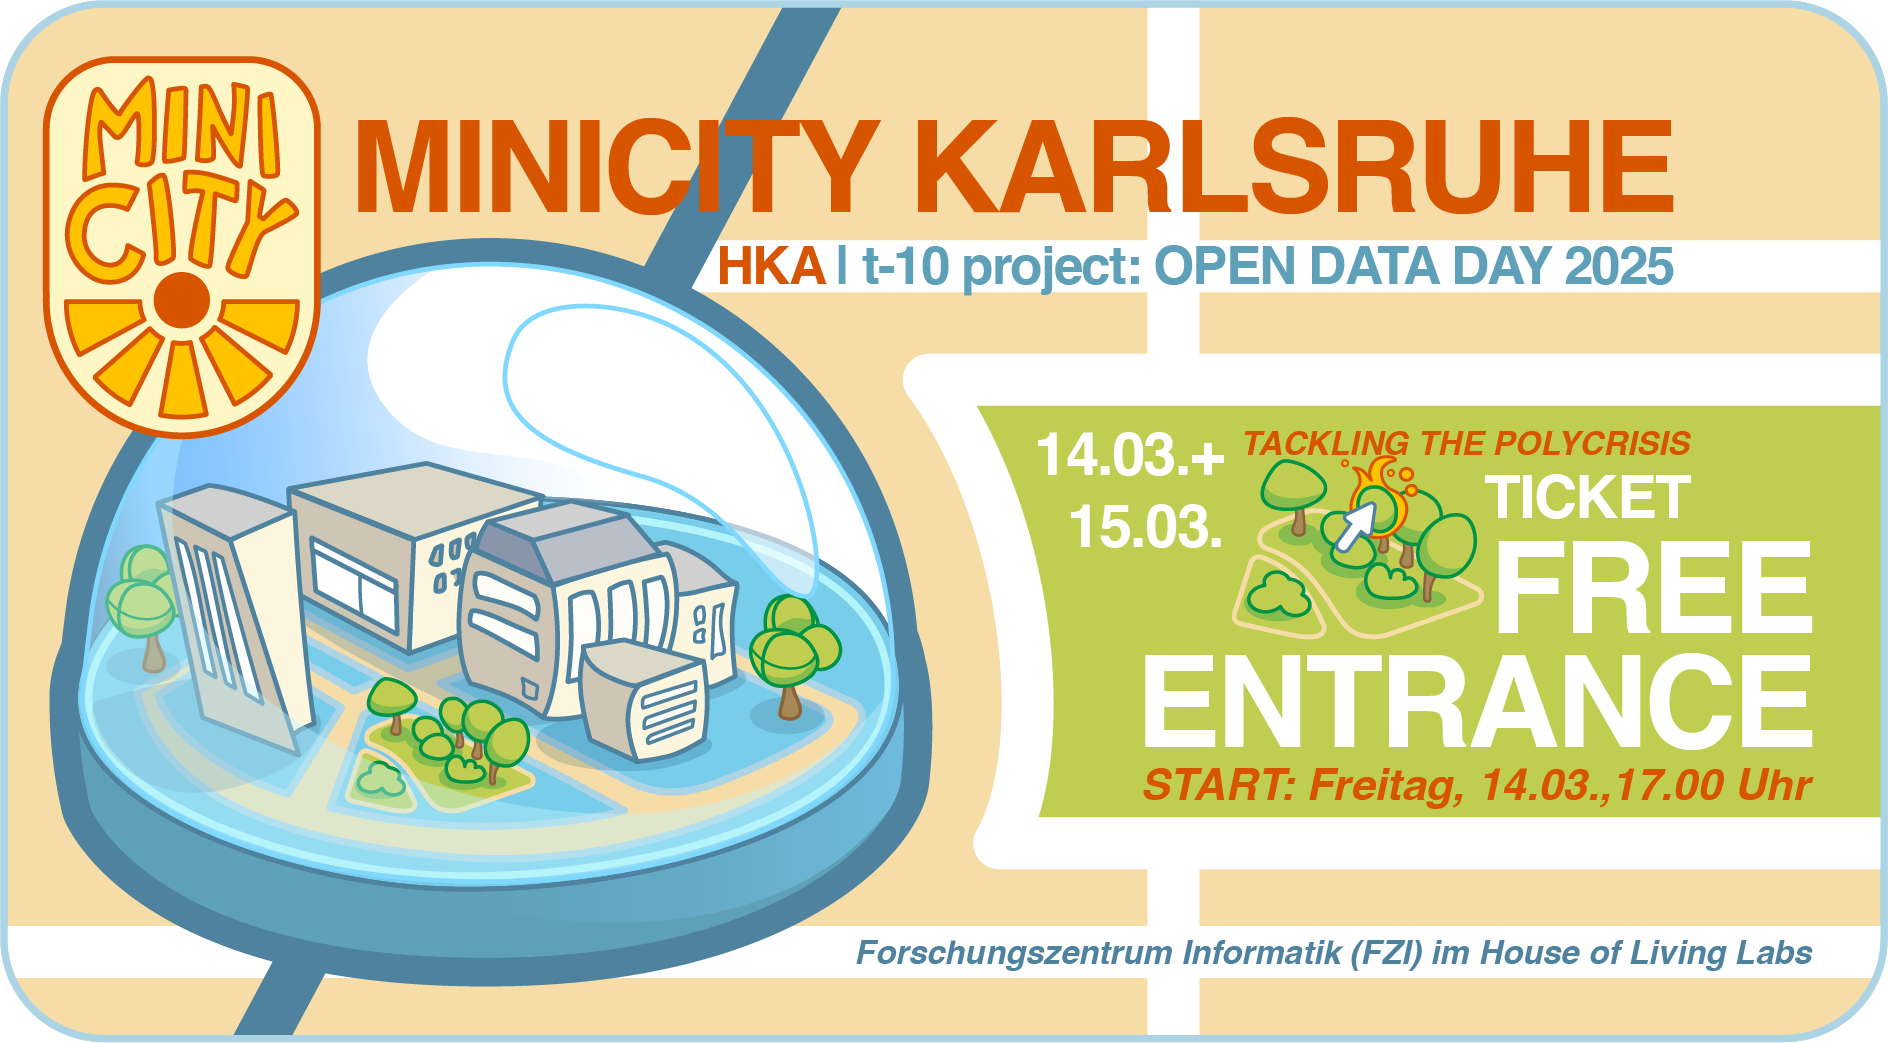 MINI
CITY
MINICITY KARLSRUHE
HKA | t-10 project: OPEN DATA DAY 2025
14.03.+
15.03.
TACKLING THE POLYCRISIS
TICKET
FREE
ENTRANCE
START: Freitag, 14.03.,17.00 Uhr
Forschungszentrum Informatik (FZI) im House of Living Labs